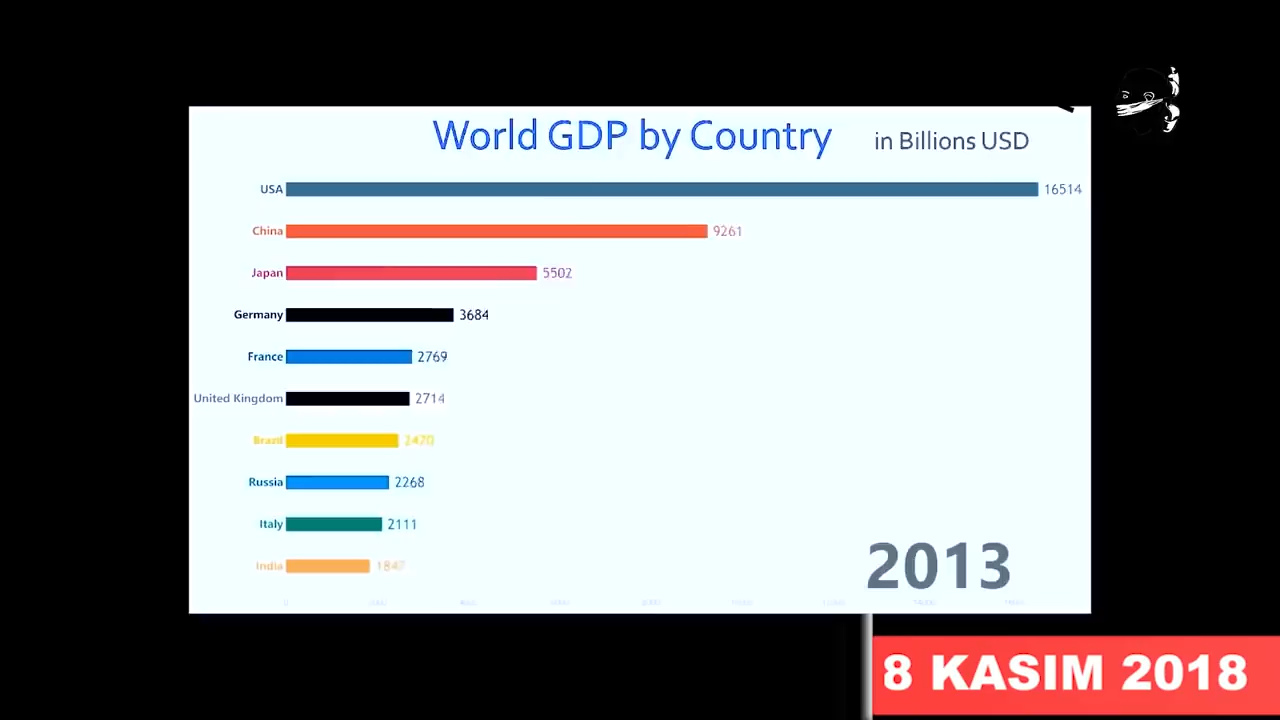 World GDP by Country in Billions USD
USA 16514
China 9261
Japan 5502
Germany 3684
France 2769
United Kingdom 2714
Brazil 2470
Russia 2268
Italy 2111
India 1847
2013
8 KASIM 2018